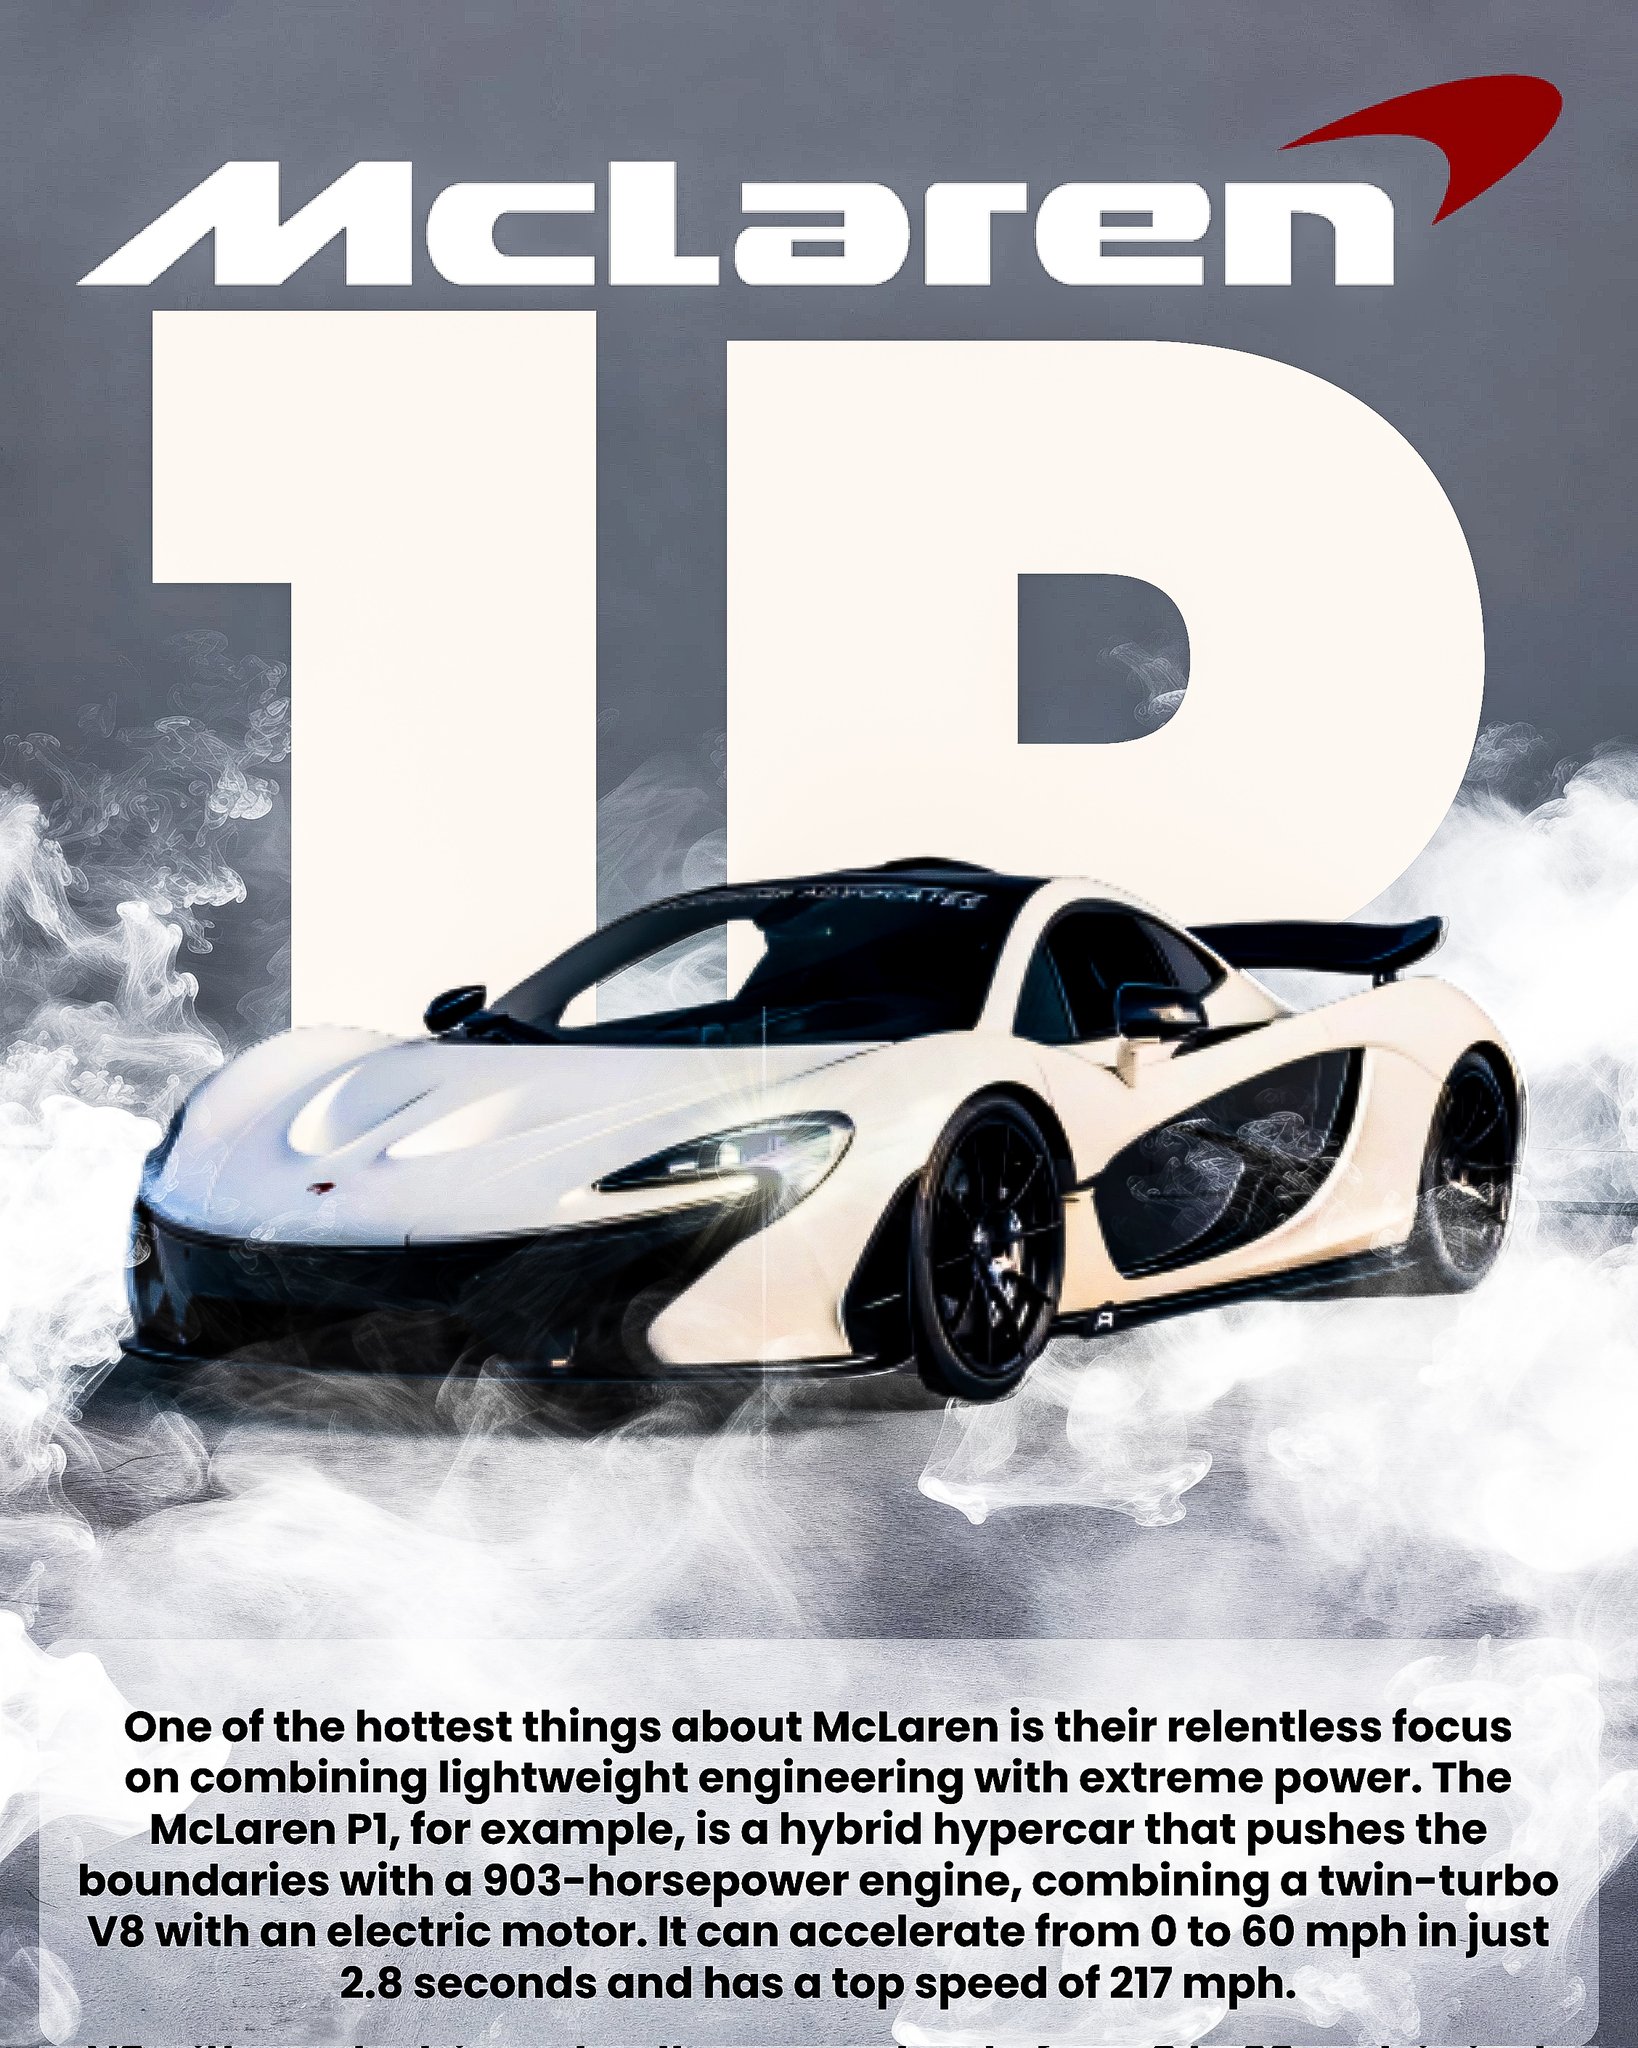 McLaren
1P
One of the hottest things about McLaren is their relentless focus
on combining lightweight engineering with extreme power. The
McLaren P1, for example, is a hybrid hypercar that pushes the
boundaries with a 903-horsepower engine, combining a twin-turbo
V8 with an electric motor. It can accelerate from 0 to 60 mph in just
2.8 seconds and has a top speed of 217 mph.